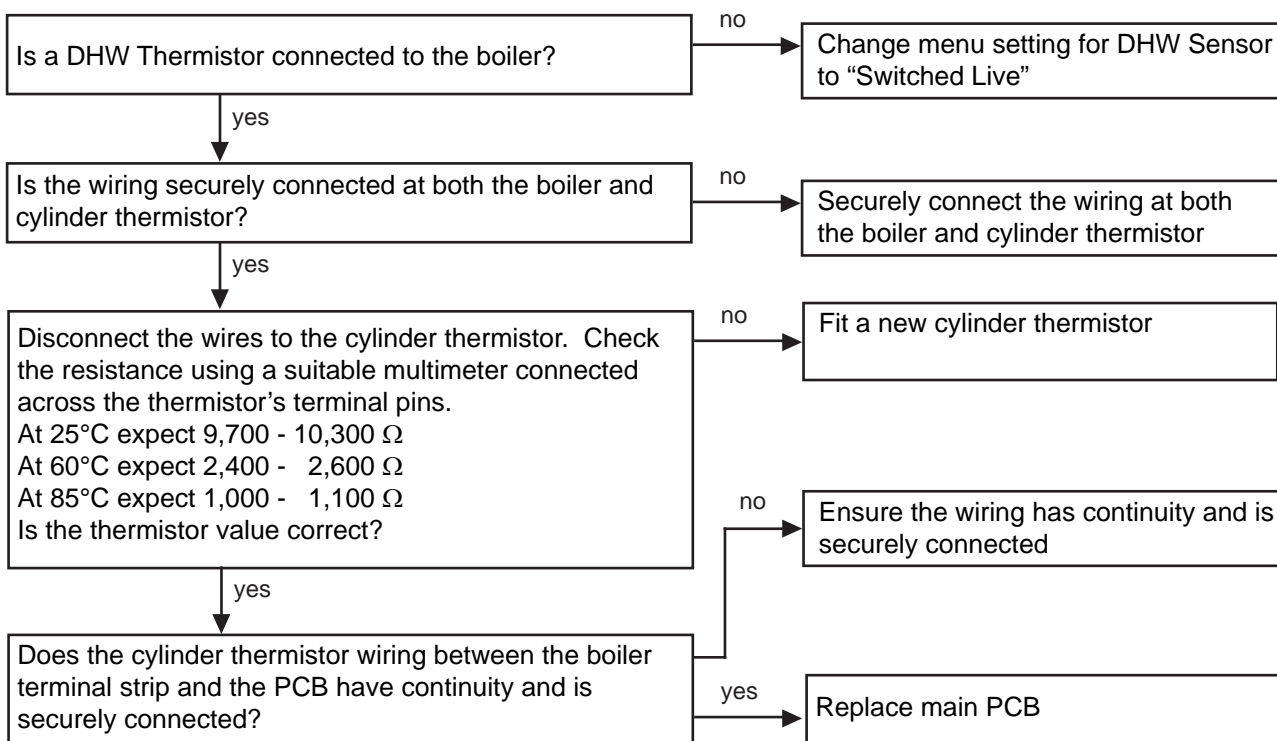 Is a DHW Thermistor connected to the boiler?
no
Change menu setting for DHW Sensor
to “Switched Live”
yes
Is the wiring securely connected at both the boiler and
cylinder thermistor?
no
Securely connect the wiring at both
the boiler and cylinder thermistor
yes
Disconnect the wires to the cylinder thermistor.  Check
the resistance using a suitable multimeter connected
across the thermistor’s terminal pins.
At 25°C expect 9,700 - 10,300 Ω
At 60°C expect 2,400 -   2,600 Ω
At 85°C expect 1,000 -   1,100 Ω
Is the thermistor value correct?
no
Fit a new cylinder thermistor
yes
Does the cylinder thermistor wiring between the boiler
terminal strip and the PCB have continuity and is
securely connected?
no
Ensure the wiring has continuity and is
securely connected
yes
Replace main PCB